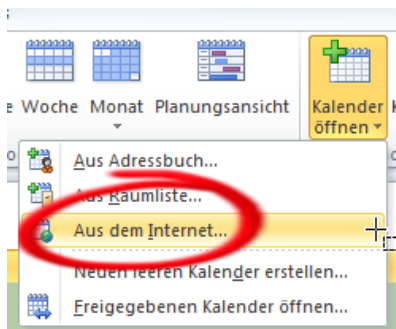 Woche Monat Planungsansicht Kalender
öffnen
Aus Adressbuch...
Aus Raumliste...
Aus dem Internet...
Neuen leeren Kalender erstellen...
Freigegebenen Kalender öffnen...